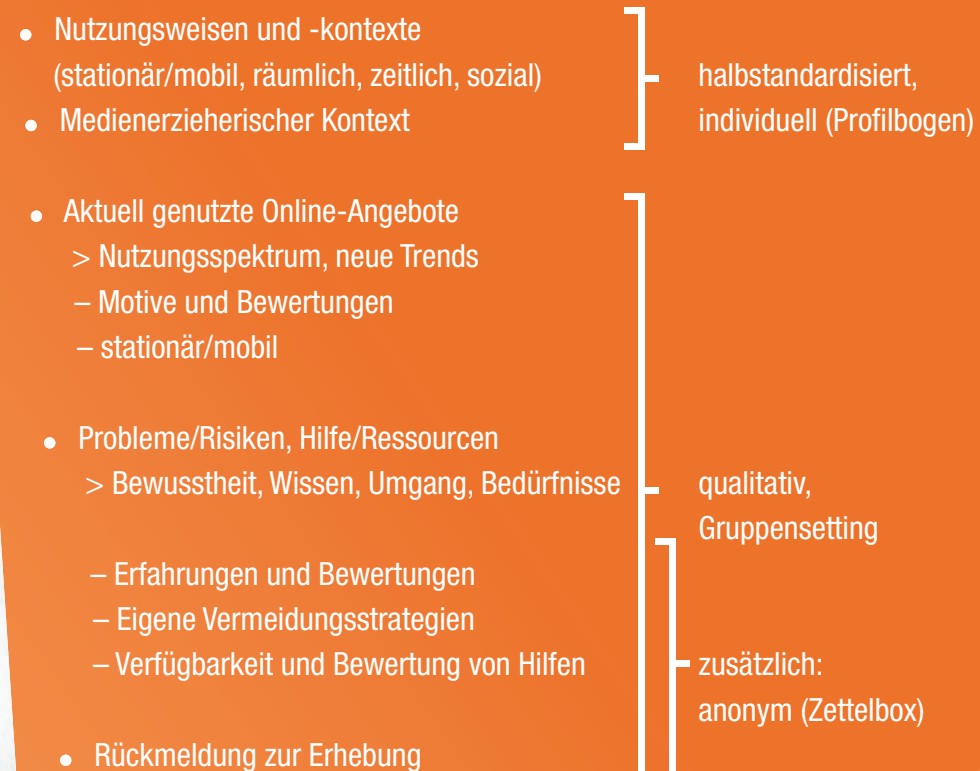 • Nutzungsweisen und -kontexte
(stationär/mobil, räumlich, zeitlich, sozial)
• Medienerzieherischer Kontext
halbstandardisiert,
individuell (Profilbogen)
• Aktuell genutzte Online-Angebote
> Nutzungsspektrum, neue Trends
– Motive und Bewertungen
– stationär/mobil
• Probleme/Risiken, Hilfe/Ressourcen
> Bewusstheit, Wissen, Umgang, Bedürfnisse
– Erfahrungen und Bewertungen
– Eigene Vermeidungsstrategien
– Verfügbarkeit und Bewertung von Hilfen
• Rückmeldung zur Erhebung
qualitativ,
Gruppensetting
zusätzlich:
anonym (Zettelbox)